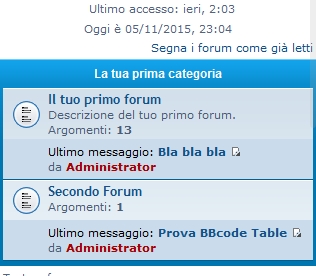 Ultimo accesso: ieri, 2:03
Oggi è 05/11/2015, 23:04
Segna i forum come già letti
La tua prima categoria
Il tuo primo forum
Descrizione del tuo primo forum.
Argomenti: 13
Ultimo messaggio: Bla bla bla
da Administrator
Secondo Forum
Argomenti: 1
Ultimo messaggio: Prova BBcode Table
da Administrator